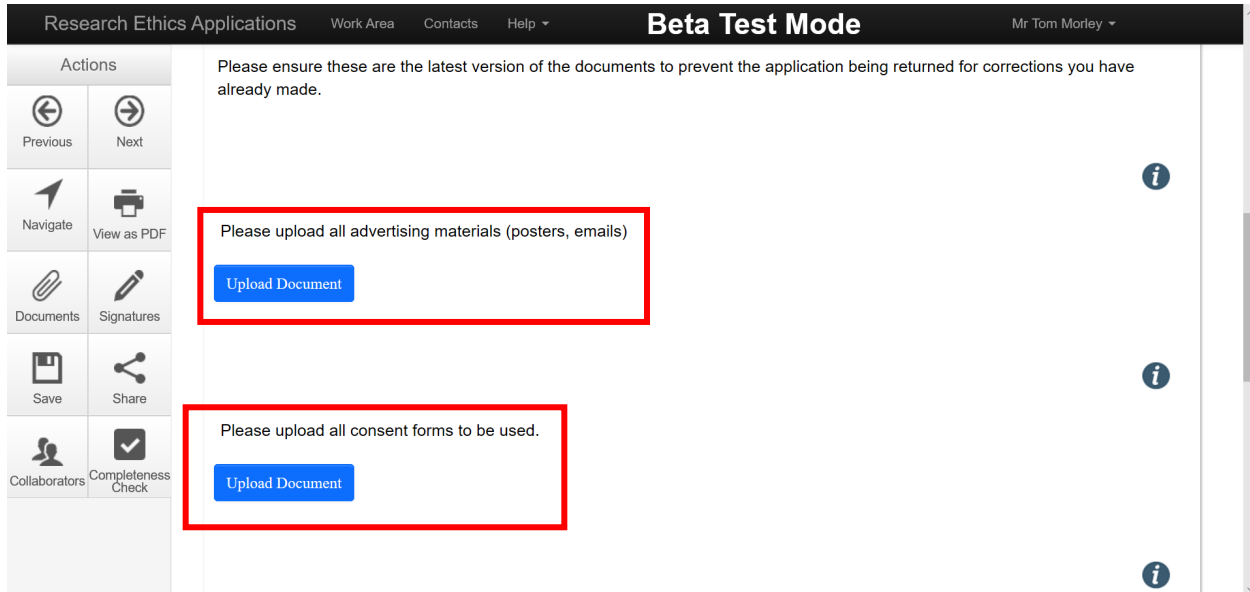 Research Ethics Applications Work Area Contacts Help Beta Test Mode Mr Tom Morley
Actions
Previous Next
Navigate View as PDF
Documents Signatures
Save Share
Collaborators Completeness Check
Please ensure these are the latest version of the documents to prevent the application being returned for corrections you have
already made.
i
Please upload all advertising materials (posters, emails)
Upload Document
i
Please upload all consent forms to be used.
Upload Document
i